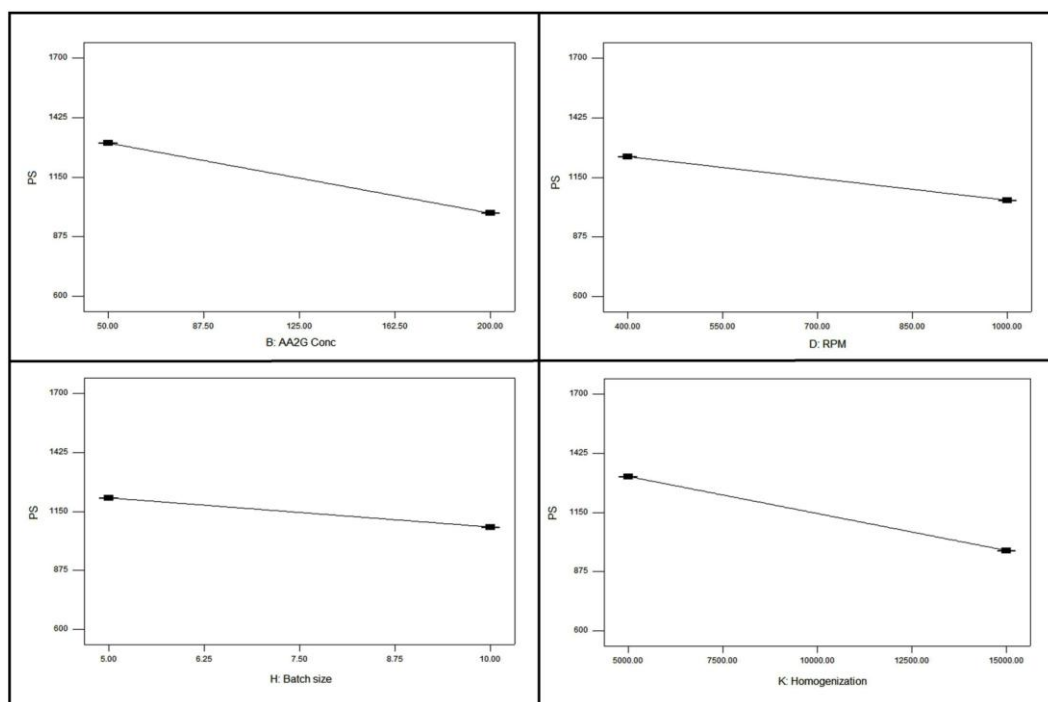 1700
1425
1150
875
600
PS
50.00 87.50 125.00 162.50 200.00
B: AA2G Conc
1700
1425
1150
875
600
PS
400.00 550.00 700.00 850.00 1000.00
D: RPM
1700
1425
1150
875
600
PS
5.00 6.25 7.50 8.75 10.00
H: Batch size
1700
1425
1150
875
600
PS
5000.00 7500.00 10000.00 12500.00 15000.00
K: Homogenization